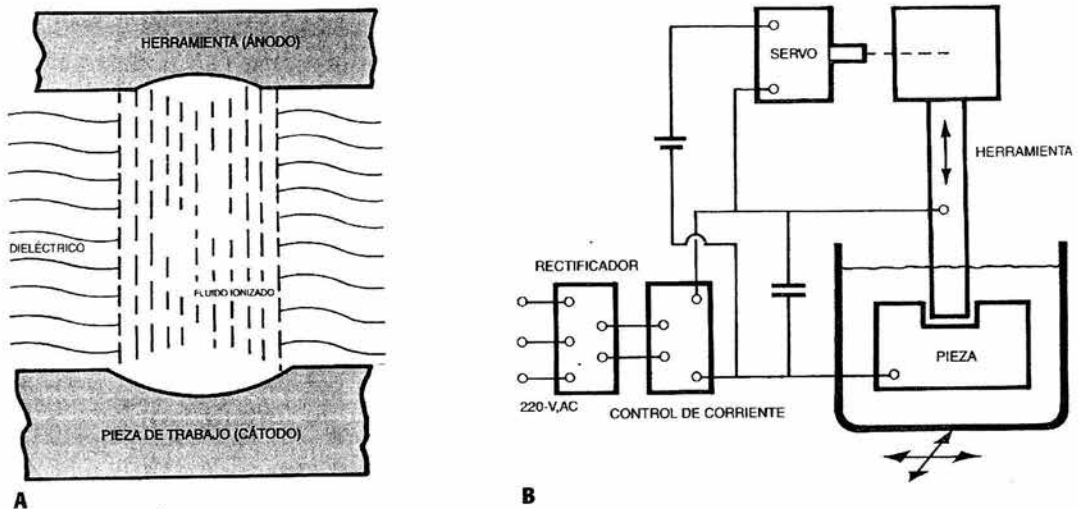 HERRAMIENTA (ÁNODO)
DIELÉCTRICO
FLUIDO IONIZADO
PIEZA DE TRABAJO (CÁTODO)
A
SERVO
HERRAMIENTA
RECTIFICADOR
PIEZA
220-V,AC
CONTROL DE CORRIENTE
B